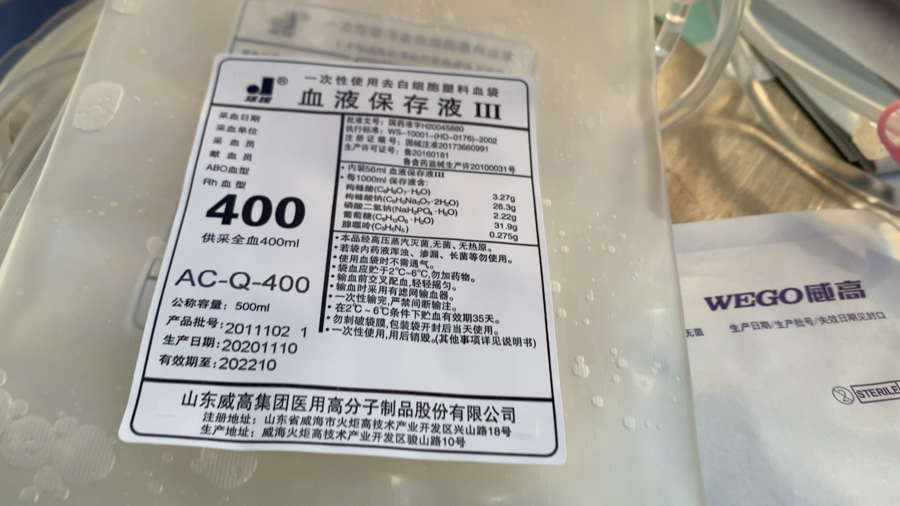 ®
洁瑞
一次性使用去白细胞塑料血袋
血液保存液 III
采血日期
采血单位
采 血 员
献 血 员
ABO血型
Rh 血 型
400
供采全血400ml
AC-Q-400
公称容量: 500ml
产品批号: 2011102 1
生产日期: 20201110
有效期至: 202210
批准文号: 国药准字H20045880
执行标准: WS-10001-(HD-0176)-2002
注 册 证 编 号: 国械注准20173660991
生产许可证号: 鲁20160181
鲁食药监械生产许20100031号
·内装56ml 血液保存液III
·每1000ml 保存液含:
枸橼酸(C₆H₈O₇·H₂O) 3.27g
枸橼酸钠(C₆H₅Na₃O₇·2H₂O) 26.3g
磷酸二氢钠(NaH₂PO₄·H₂O) 2.22g
葡萄糖(C₆H₁₂O₆·H₂O) 31.9g
腺嘌呤(C₅H₅N₅) 0.275g
·本品经高压蒸汽灭菌,无菌、无热原。
·若袋内药液浑浊、渗漏、长菌等勿使用。
·使用血袋时不需通气。
·袋血应贮于2℃~6℃,勿加药物。
·输血前交叉配血,轻轻摇匀。
·输血时采用有滤网输血器。
·一次性输完,严禁间断输注。
·在2℃~6℃条件下贮血有效期35天。
·勿刺破袋膜,包装袋开封后当天使用。
·一次性使用,用后销毁。(其他事项详见说明书)
山东威高集团医用高分子制品股份有限公司
注册地址: 山东省威海市火炬高技术产业开发区兴山路18号
生产地址: 威海火炬高技术产业开发区骏山路10号
WEGO威高
无菌
生产日期/生产批号/失效日期见封口
2
STERILE